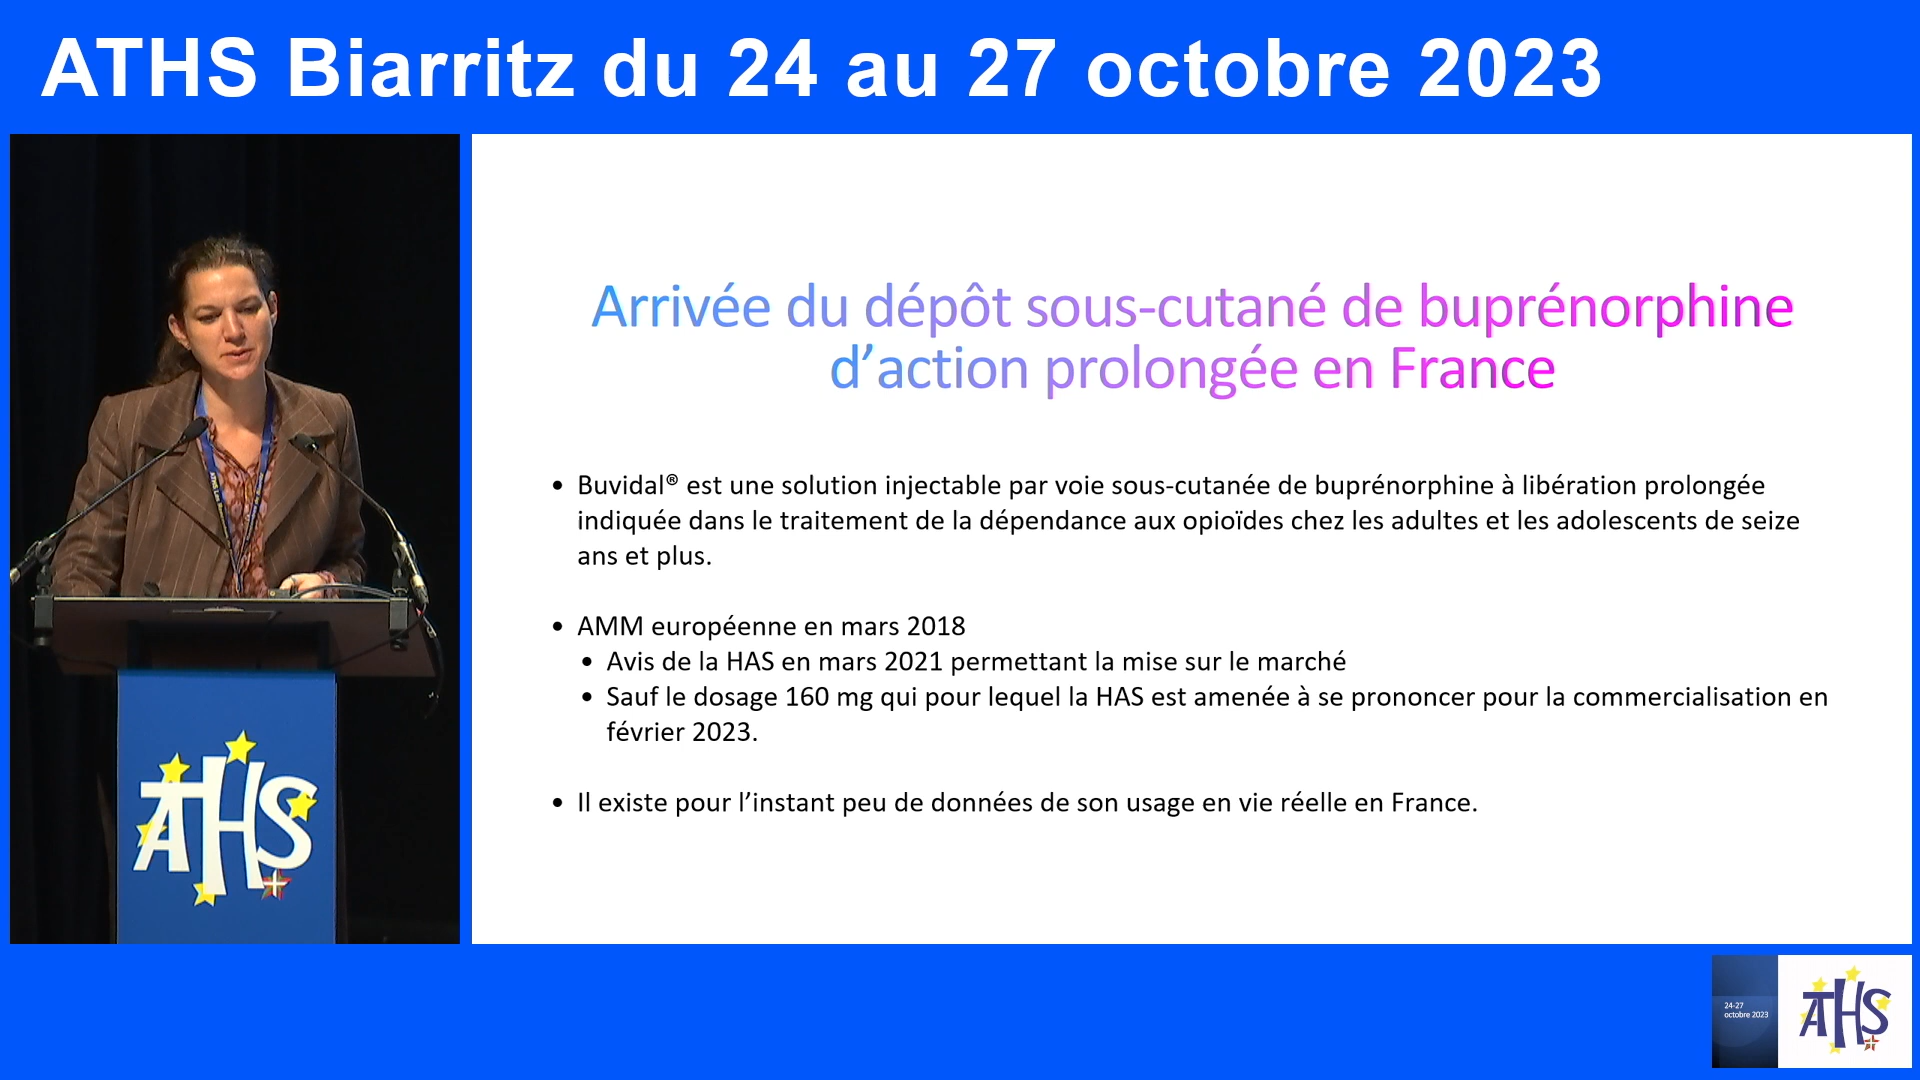 ATHS Biarritz du 24 au 27 octobre 2023
Arrivée du dépôt sous-cutané de buprénorphine
d’action prolongée en France
• Buvidal® est une solution injectable par voie sous-cutanée de buprénorphine à libération prolongée
indiquée dans le traitement de la dépendance aux opioïdes chez les adultes et les adolescents de seize
ans et plus.
• AMM européenne en mars 2018
• Avis de la HAS en mars 2021 permettant la mise sur le marché
• Sauf le dosage 160 mg qui pour lequel la HAS est amenée à se prononcer pour la commercialisation en
février 2023.
• Il existe pour l’instant peu de données de son usage en vie réelle en France.
ATHS
24-27
octobre 2023
ATHS